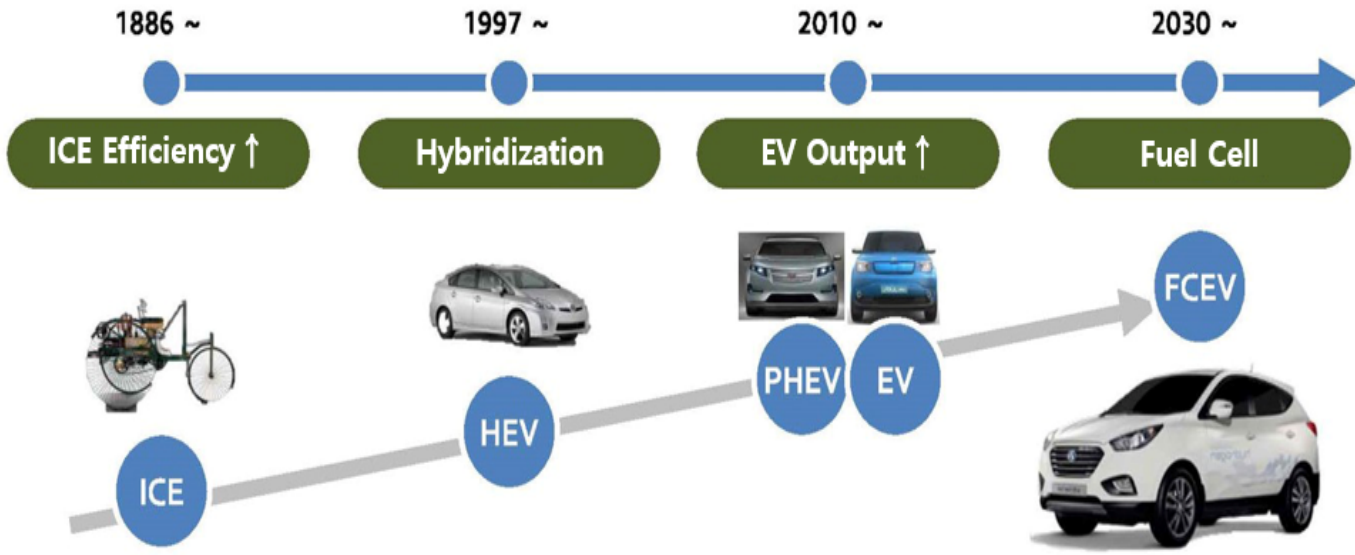 1886 ~
1997 ~
2010 ~
2030 ~
ICE Efficiency ↑
Hybridization
EV Output ↑
Fuel Cell
FCEV
PHEV
EV
HEV
ICE